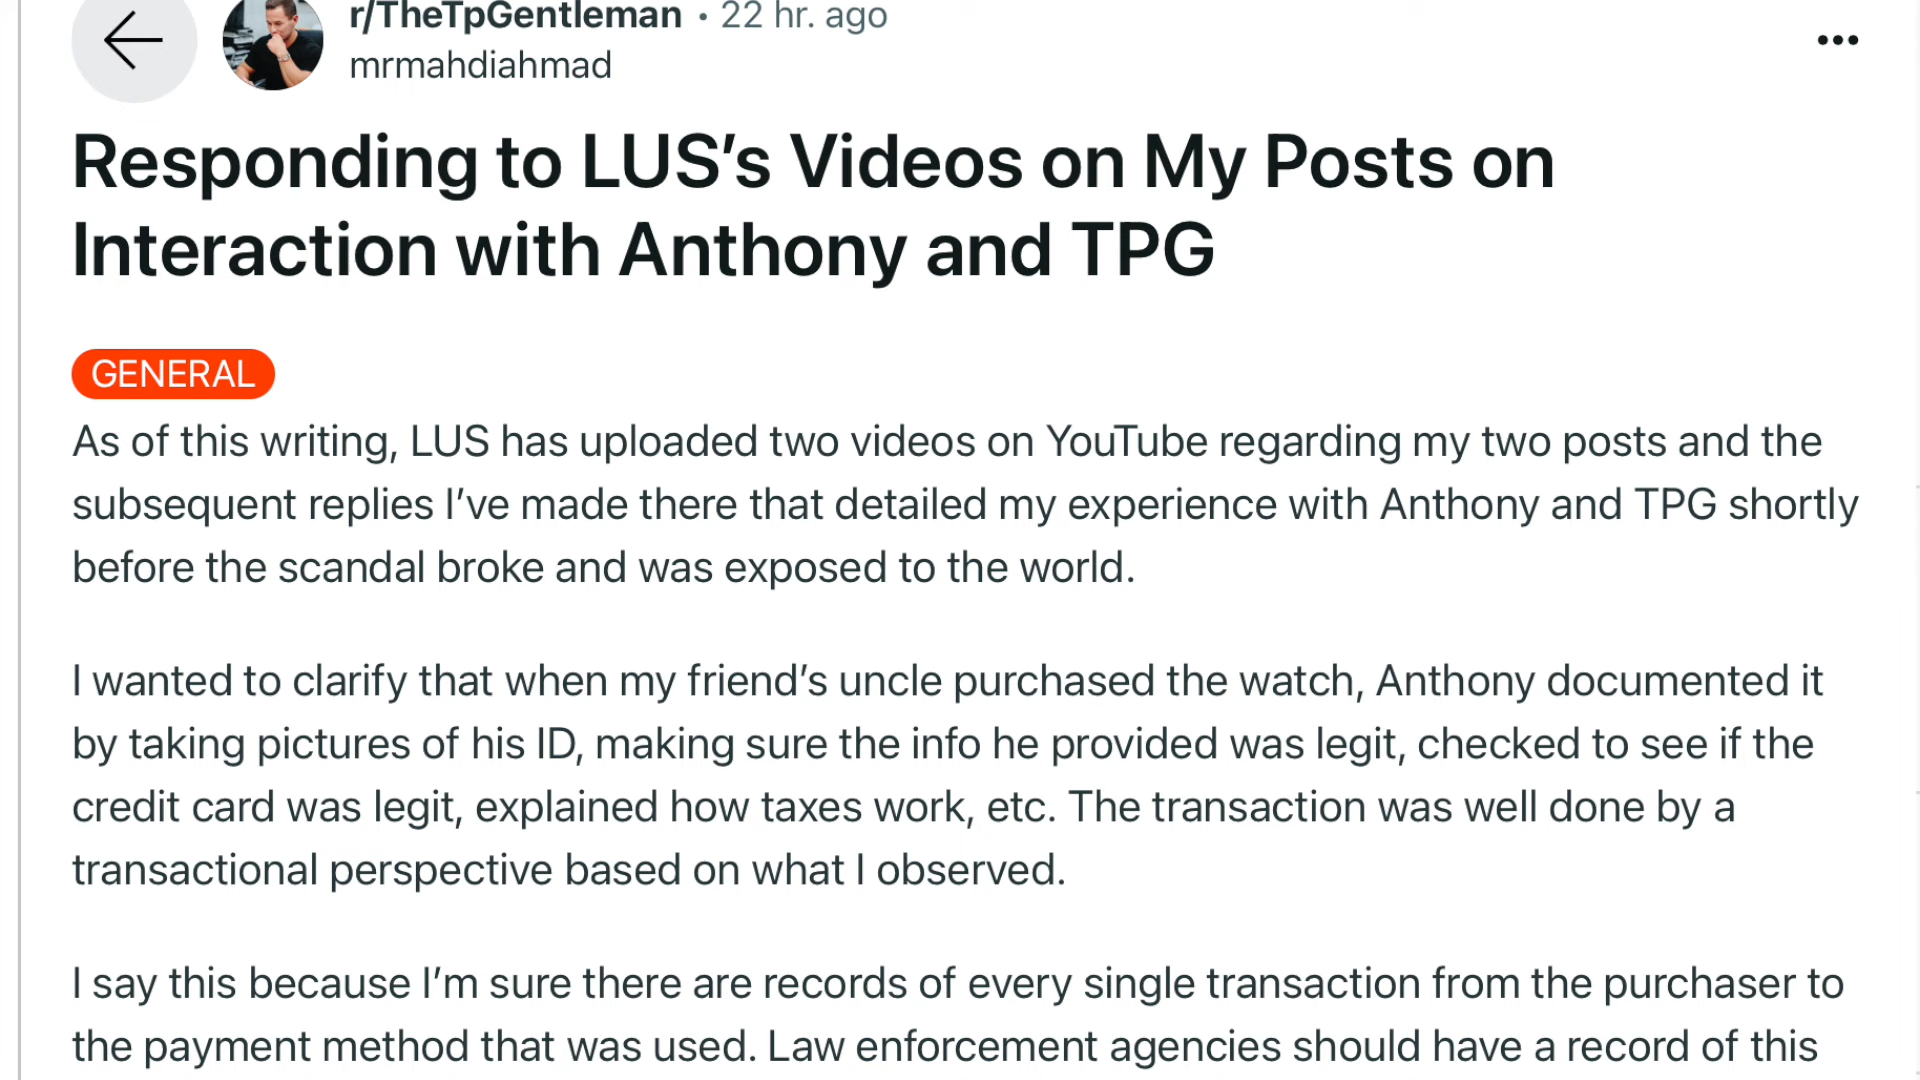 r/TheTpGentleman • 22 hr. ago
mrmahdiahmad
Responding to LUS’s Videos on My Posts on
Interaction with Anthony and TPG
GENERAL
As of this writing, LUS has uploaded two videos on YouTube regarding my two posts and the
subsequent replies I’ve made there that detailed my experience with Anthony and TPG shortly
before the scandal broke and was exposed to the world.
I wanted to clarify that when my friend’s uncle purchased the watch, Anthony documented it
by taking pictures of his ID, making sure the info he provided was legit, checked to see if the
credit card was legit, explained how taxes work, etc. The transaction was well done by a
transactional perspective based on what I observed.
I say this because I’m sure there are records of every single transaction from the purchaser to
the payment method that was used. Law enforcement agencies should have a record of this